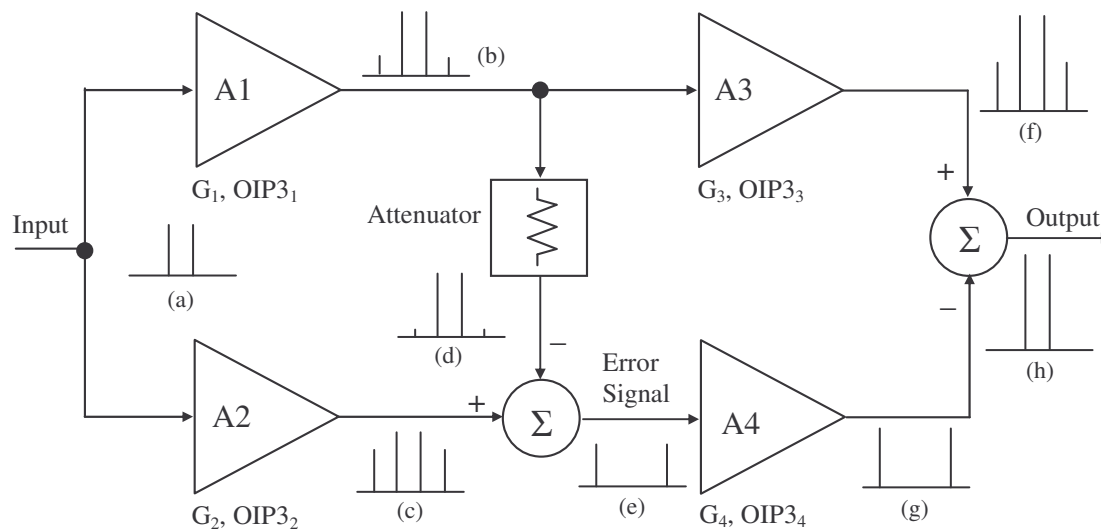 A1
(b)
A3
(f)
G₁, OIP3₁
G₃, OIP3₃
+
Attenuator
Input
Σ
Output
(a)
(d)
−
−
(h)
Error
Signal
A2
+
Σ
A4
(c)
(e)
(g)
G₂, OIP3₂
G₄, OIP3₄